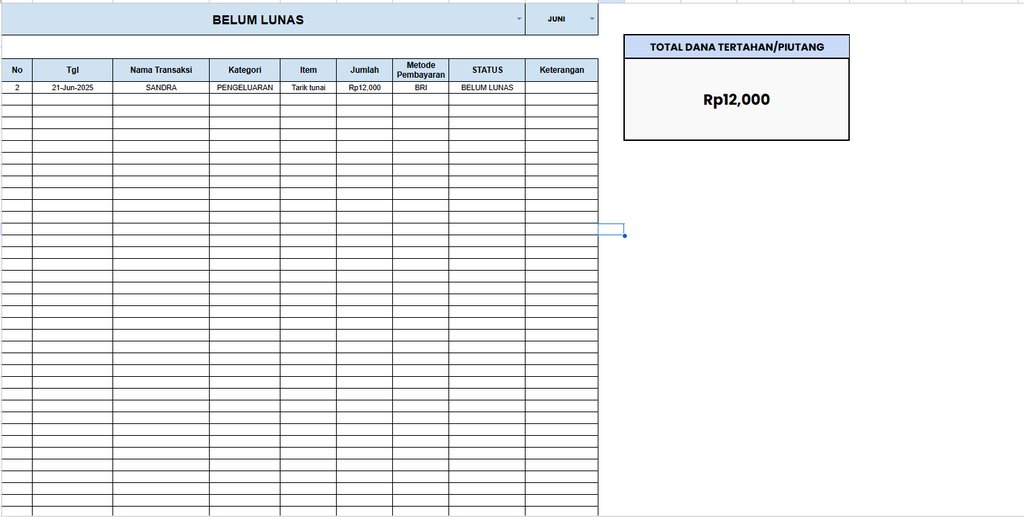 BELUM LUNAS JUNI
TOTAL DANA TERTAHAN/PIUTANG
Rp12,000
No Tgl Nama Transaksi Kategori Item Jumlah Metode Pembayaran STATUS Keterangan
2 21-Jun-2025 SANDRA PENGELUARAN Tarik tunai Rp12,000 BRI BELUM LUNAS